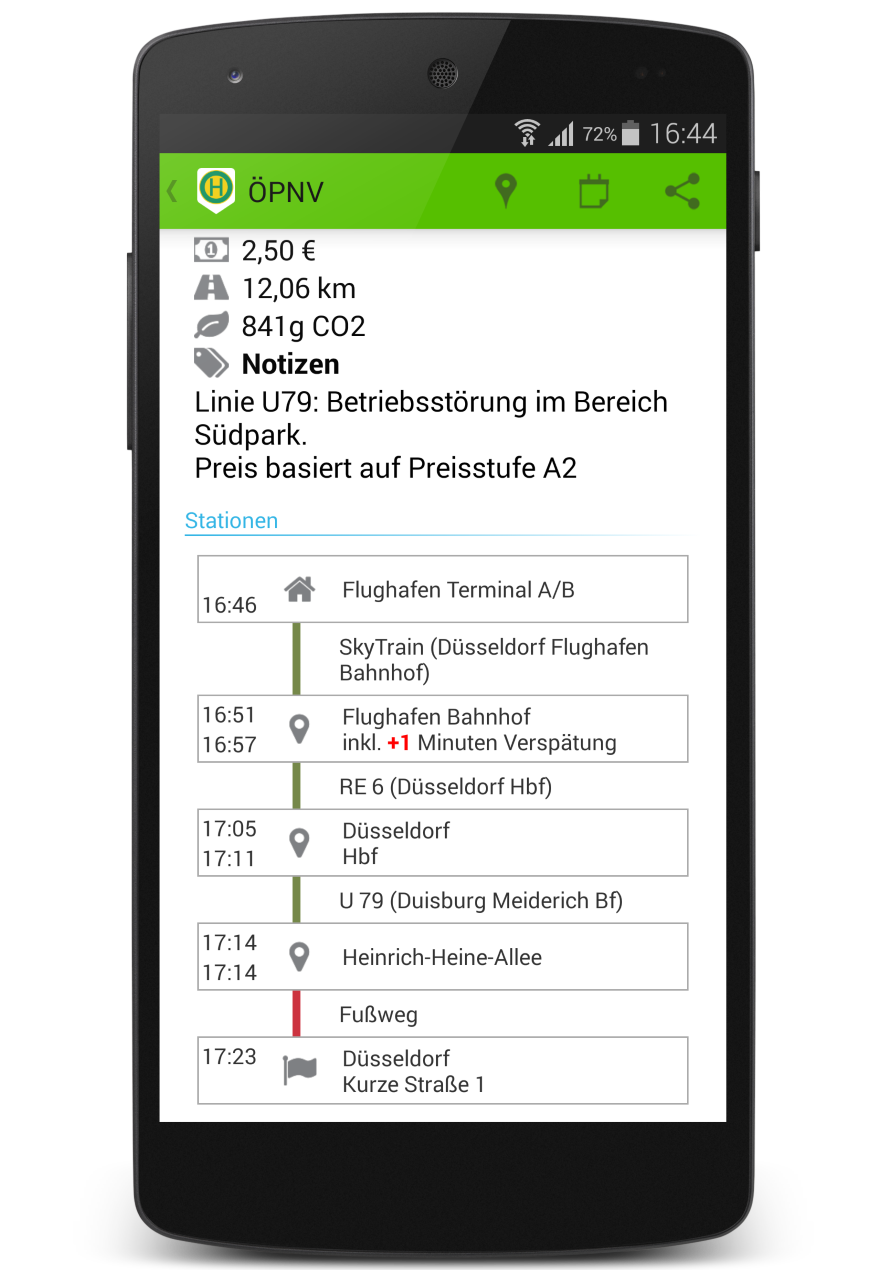 72% 16:44
H ÖPNV
1 2,50 €
12,06 km
841g CO2
Notizen
Linie U79: Betriebsstörung im Bereich
Südpark.
Preis basiert auf Preisstufe A2
Stationen
16:46 Flughafen Terminal A/B
SkyTrain (Düsseldorf Flughafen
Bahnhof)
16:51 Flughafen Bahnhof
16:57 inkl. +1 Minuten Verspätung
RE 6 (Düsseldorf Hbf)
17:05 Düsseldorf
17:11 Hbf
U 79 (Duisburg Meiderich Bf)
17:14
Heinrich-Heine-Allee
17:14
Fußweg
17:23 Düsseldorf
Kurze Straße 1